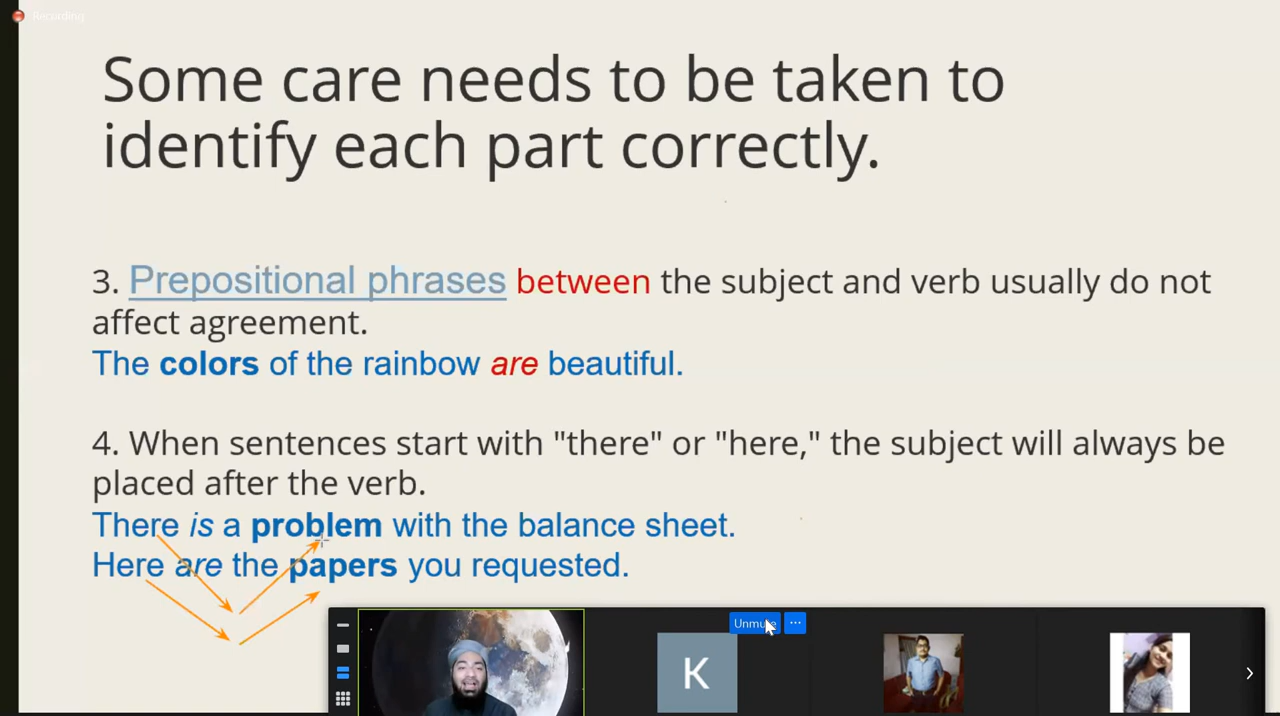 Recording
Some care needs to be taken to
identify each part correctly.
3. Prepositional phrases between the subject and verb usually do not
affect agreement.
The colors of the rainbow are beautiful.
4. When sentences start with "there" or "here," the subject will always be
placed after the verb.
There is a problem with the balance sheet.
Here are the papers you requested.
Unmute
K